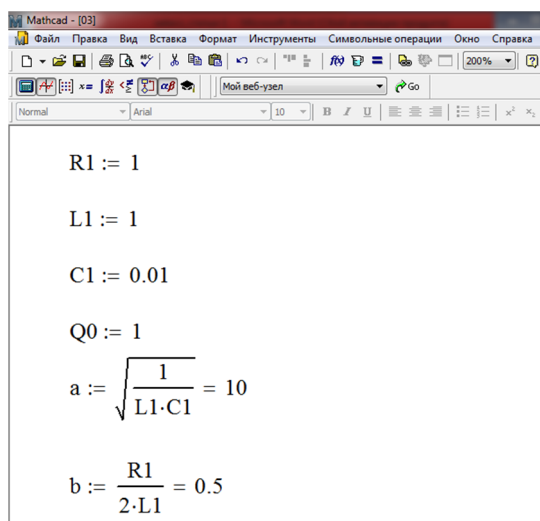 Mathcad - [03]
Файл Правка Вид Вставка Формат Инструменты Символьные операции Окно Справка
200%
Мой веб-узел Go
Normal Arial 10 B I U
R1 := 1
L1 := 1
C1 := 0.01
Q0 := 1
a := √(1/(L1·C1)) = 10
b := R1/(2·L1) = 0.5